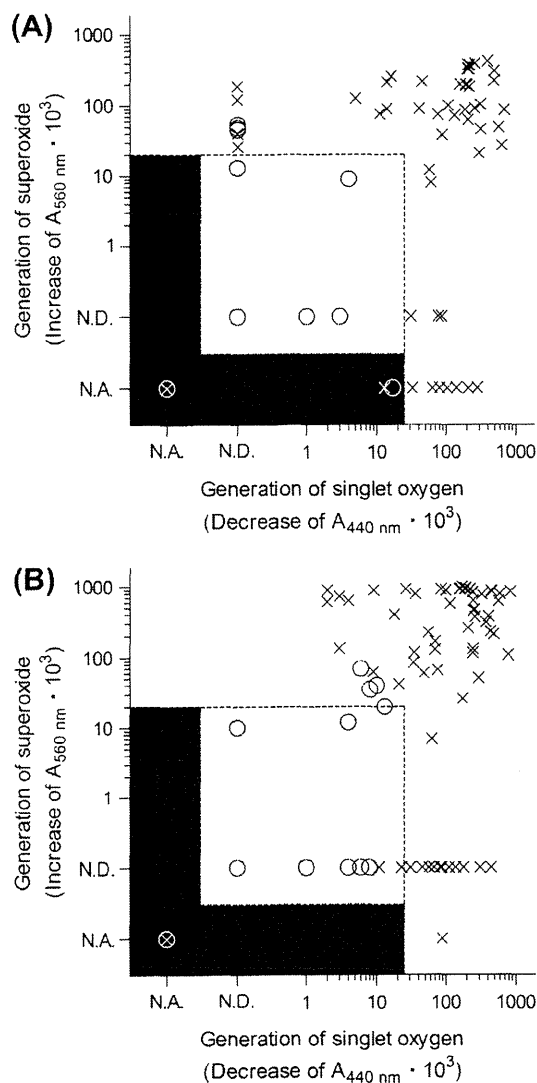 (A)
Generation of superoxide
(Increase of A560 nm · 10³)
1000
100
10
1
N.D.
N.A.
N.A. N.D. 1 10 100 1000
Generation of singlet oxygen
(Decrease of A440 nm · 10³)
(B)
Generation of superoxide
(Increase of A560 nm · 10³)
1000
100
10
1
N.D.
N.A.
N.A. N.D. 1 10 100 1000
Generation of singlet oxygen
(Decrease of A440 nm · 10³)